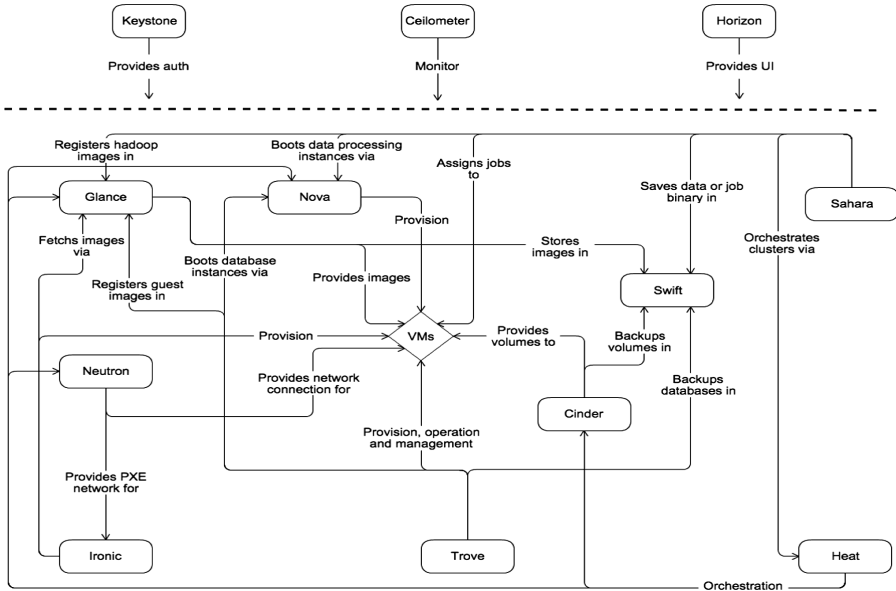 Keystone
Ceilometer
Horizon
Provides auth
Monitor
Provides UI
Registers hadoop
images in
Boots data processing
instances via
Assigns jobs
to
Saves data or job
binary in
Glance
Nova
Sahara
Provision
Fetchs images
via
Stores
images in
Orchestrates
clusters via
Boots database
instances via
Registers guest
images in
Provides images
Swift
Provision
VMs
Provides
volumes to
Backups
volumes in
Neutron
Provides network
connection for
Backups
databases in
Cinder
Provision, operation
and management
Provides PXE
network for
Ironic
Trove
Heat
Orchestration